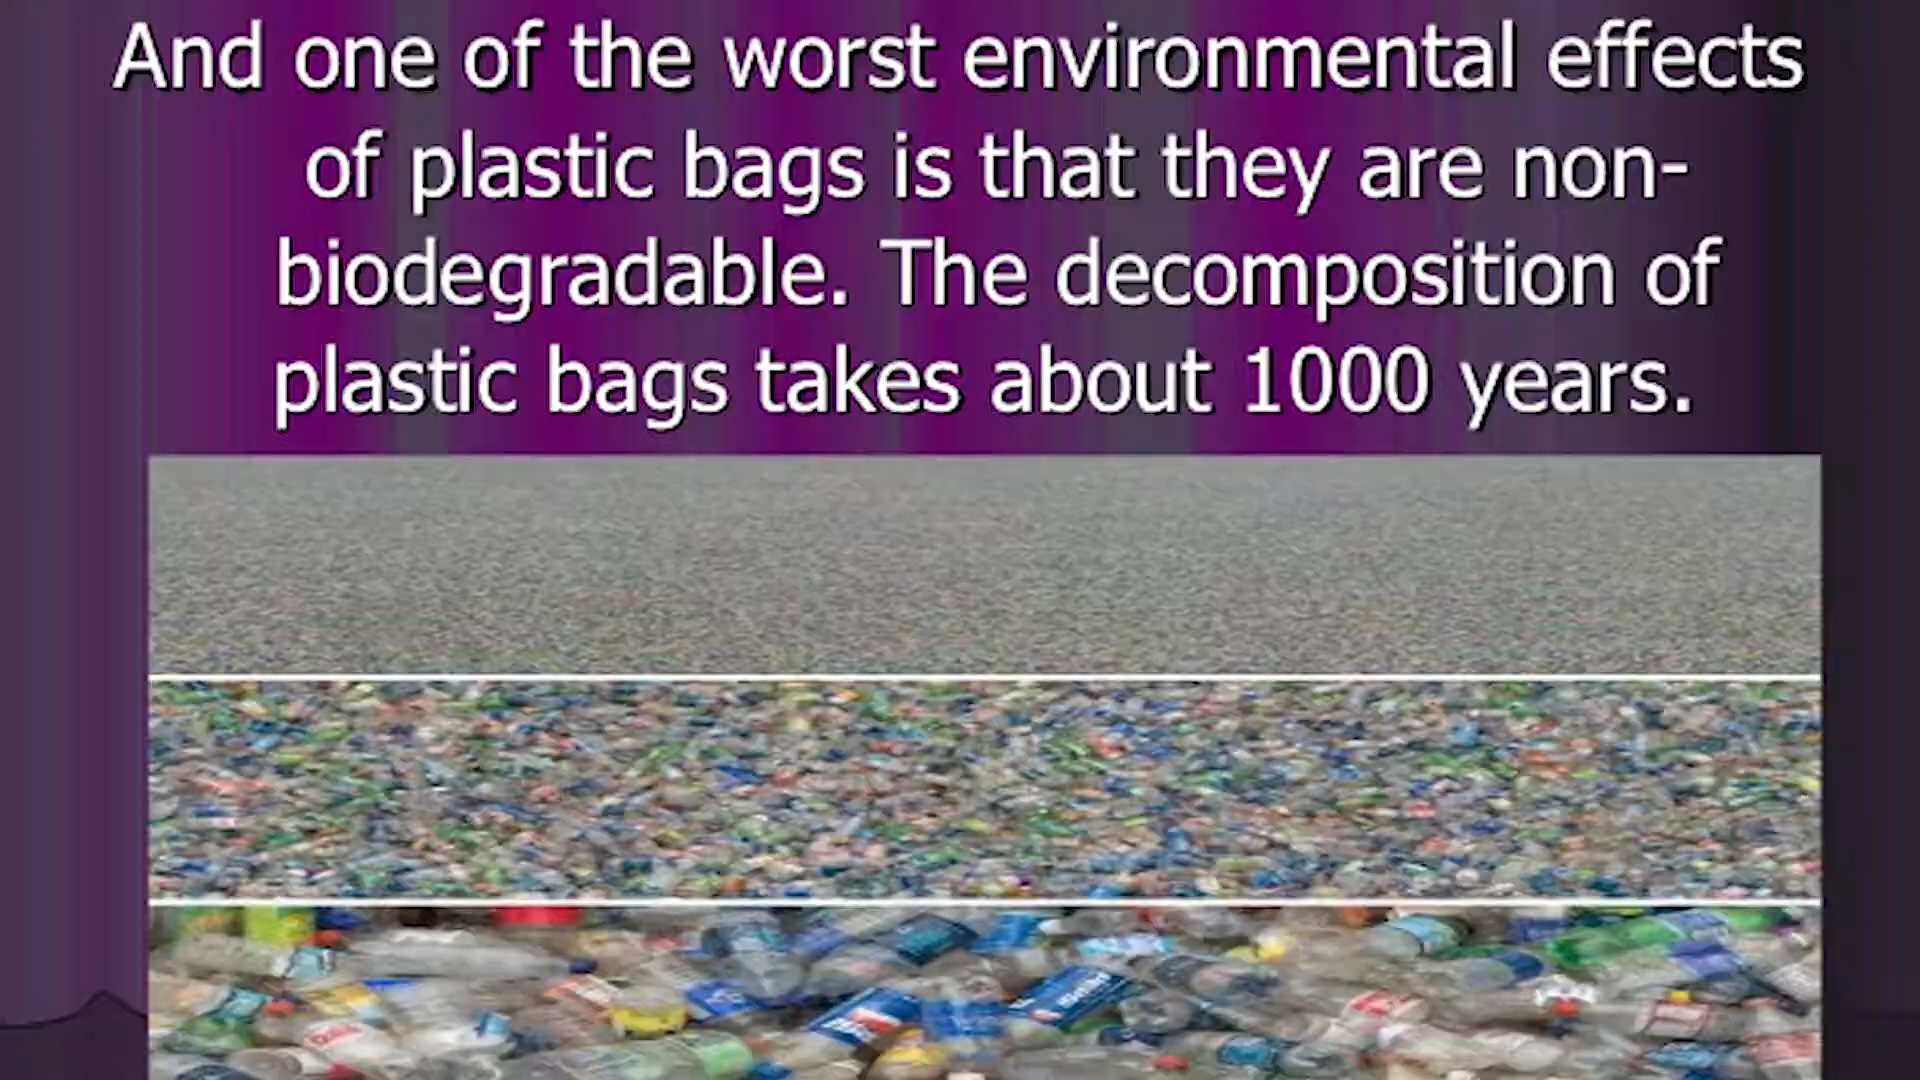 And one of the worst environmental effects
of plastic bags is that they are non-
biodegradable. The decomposition of
plastic bags takes about 1000 years.